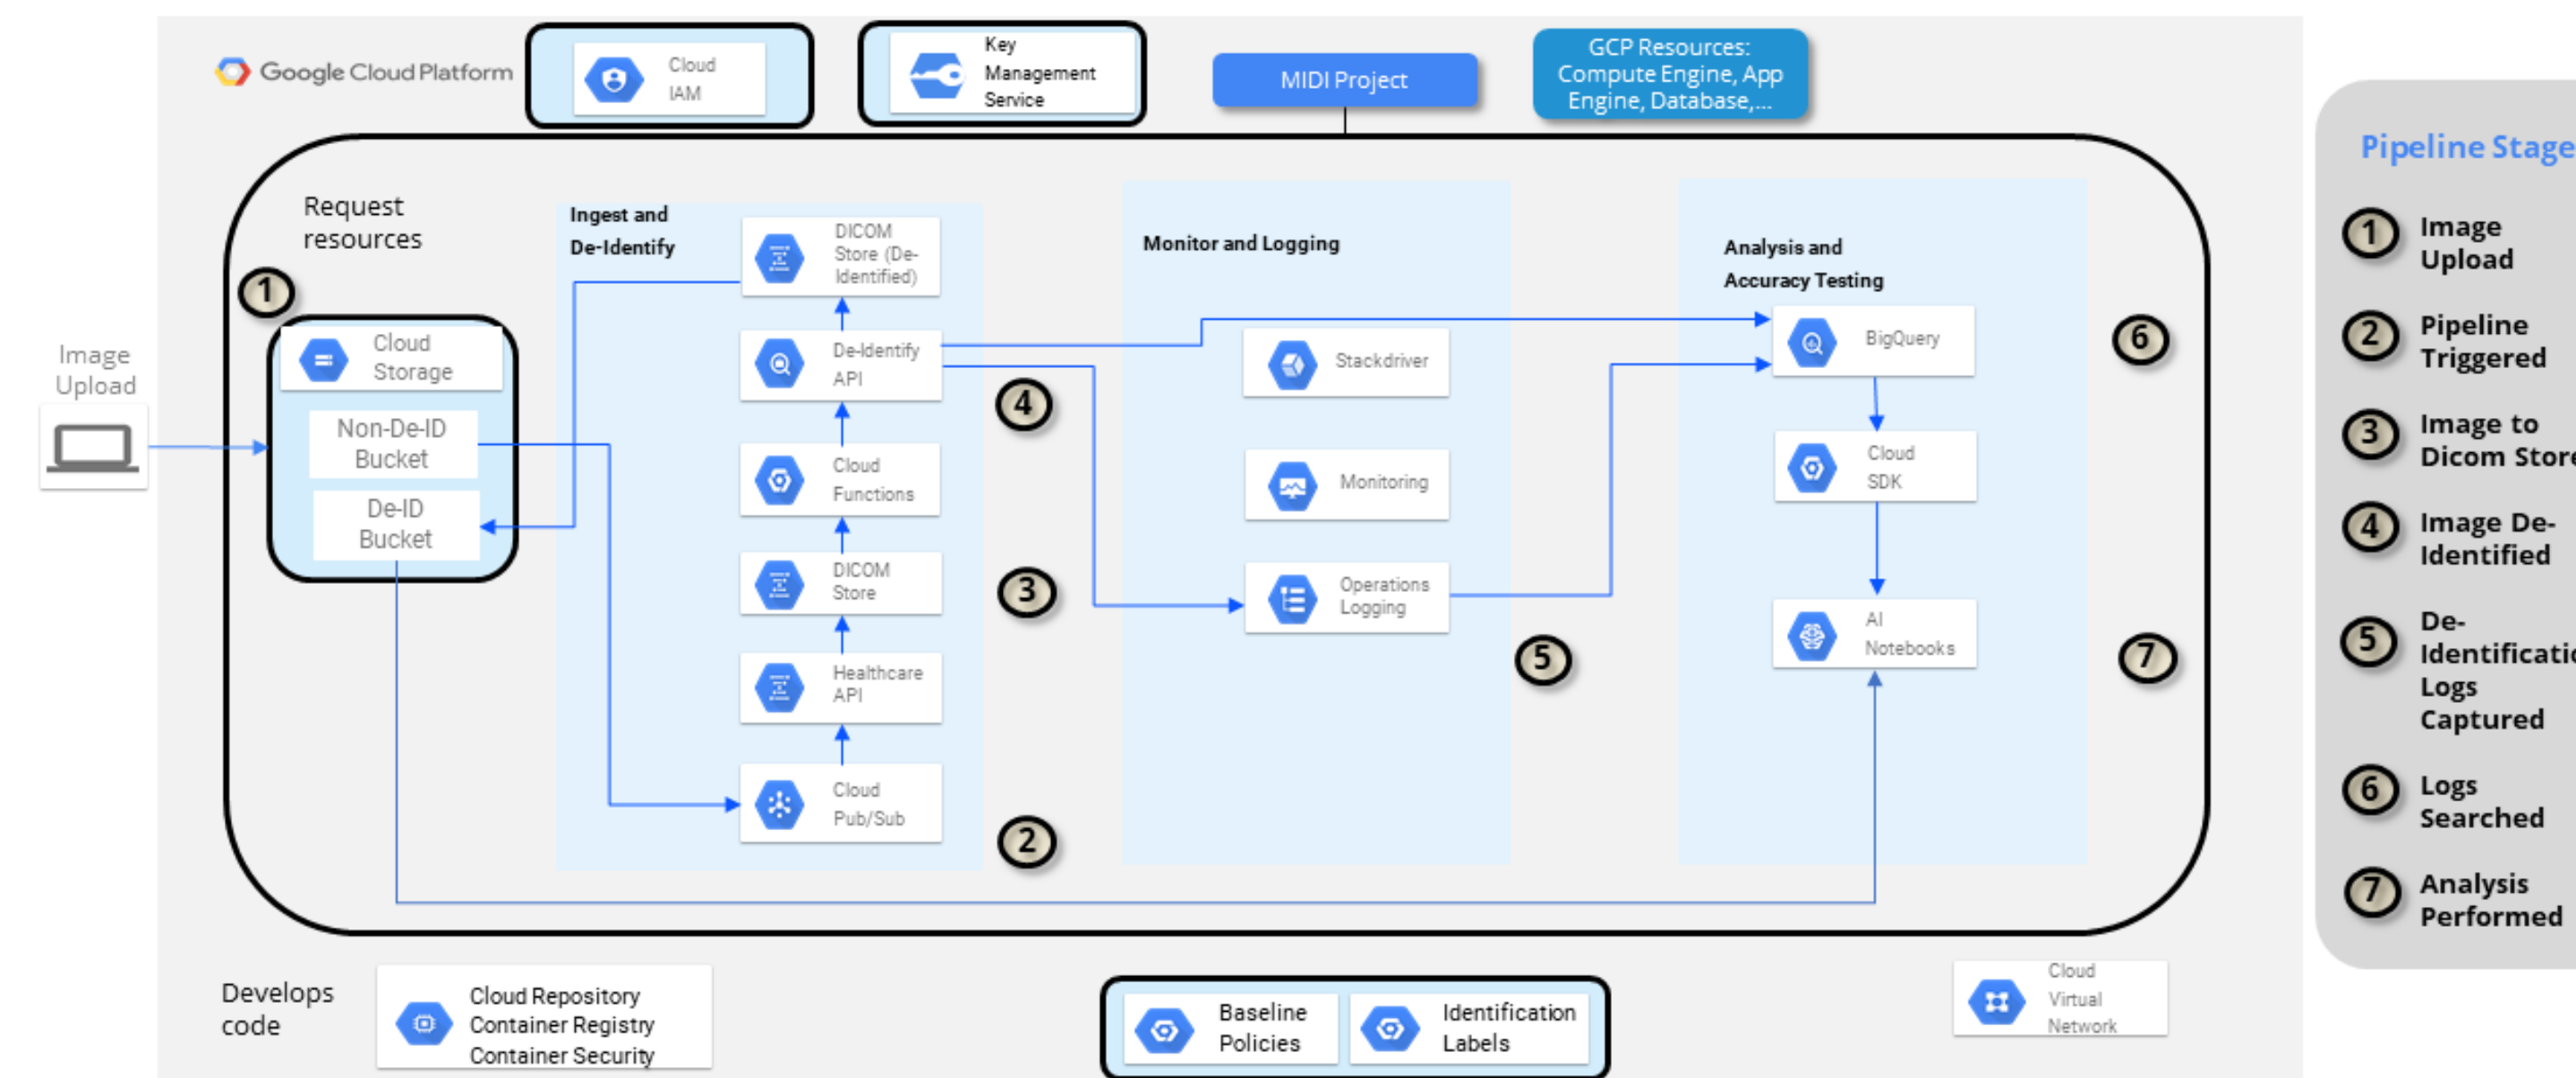 Google Cloud Platform
Cloud
IAM
Key
Management
Service
MIDI Project
GCP Resources:
Compute Engine, App
Engine, Database,...
Request
resources
1
Image
Upload
Cloud
Storage
Non-De-ID
Bucket
De-ID
Bucket
Ingest and
De-Identify
DICOM
Store (De-
Identified)
De-Identify
API
4
Cloud
Functions
DICOM
Store
3
Healthcare
API
Cloud
Pub/Sub
2
Monitor and Logging
Stackdriver
Monitoring
Operations
Logging
5
Analysis and
Accuracy Testing
BigQuery
6
Cloud
SDK
AI
Notebooks
7
Develops
code
Cloud Repository
Container Registry
Container Security
Baseline
Policies
Identification
Labels
Cloud
Virtual
Network
Pipeline Stage
1 Image
Upload
2 Pipeline
Triggered
3 Image to
Dicom Store
4 Image De-
Identified
5 De-
Identificatio
Logs
Captured
6 Logs
Searched
7 Analysis
Performed